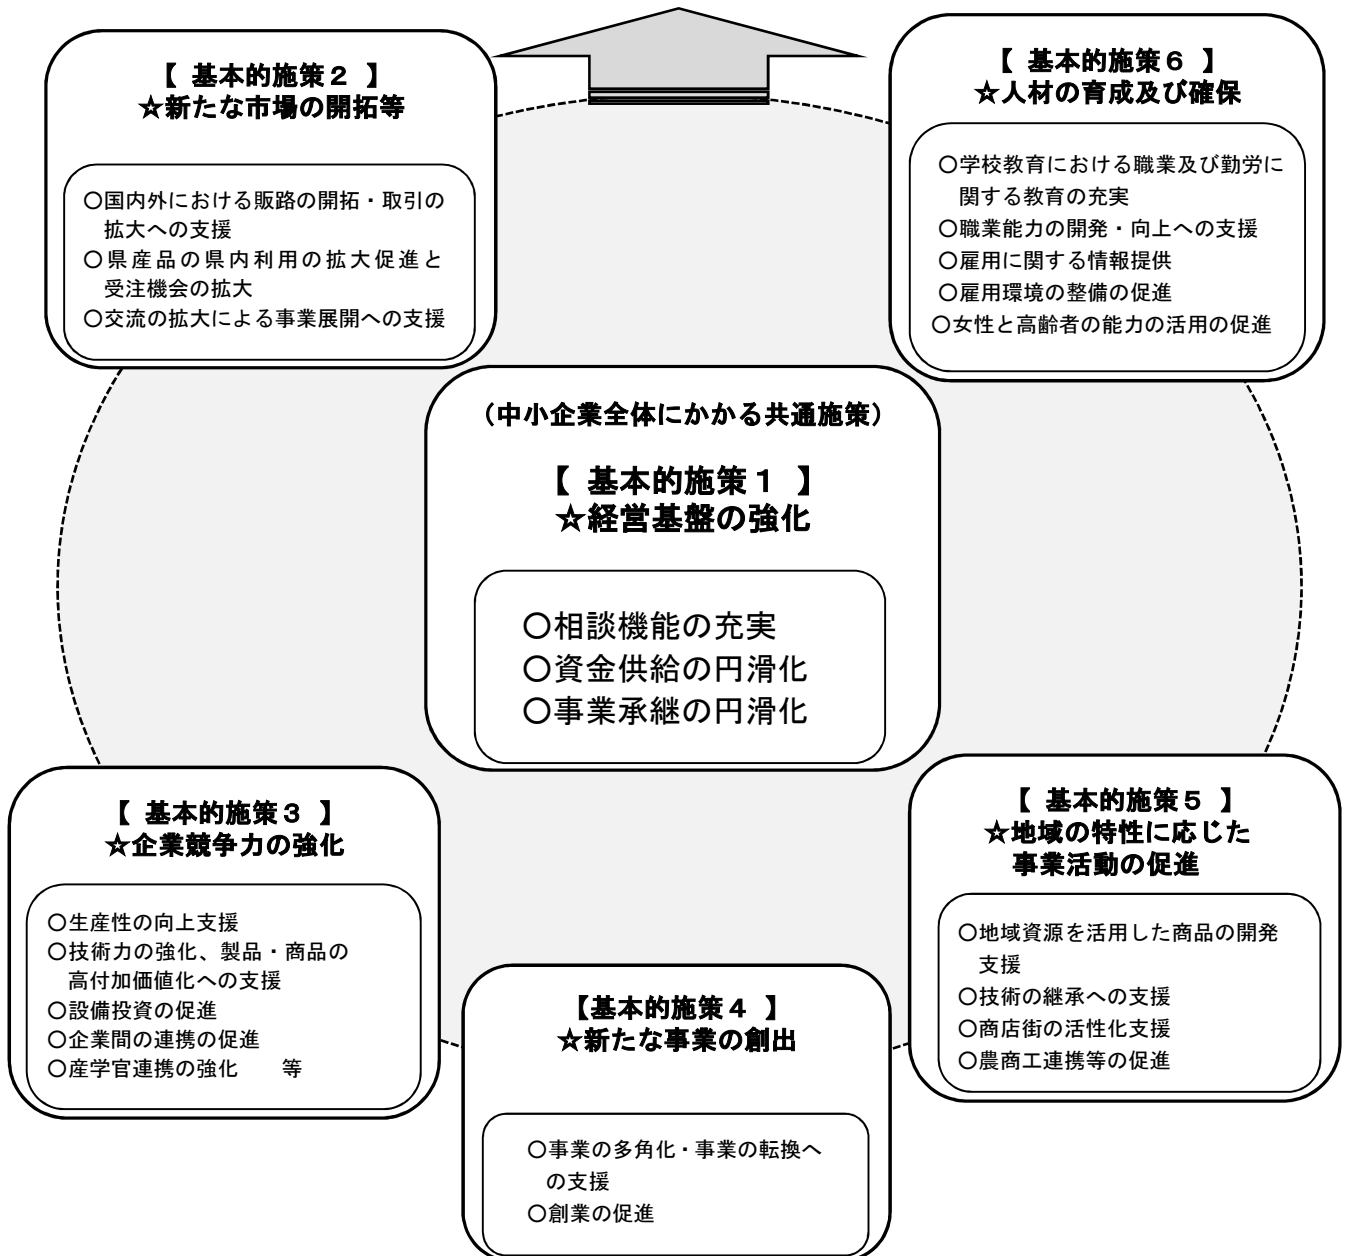 【 基本的施策２ 】
☆新たな市場の開拓等
○国内外における販路の開拓・取引の
拡大への支援
○県産品の県内利用の拡大促進と
受注機会の拡大
○交流の拡大による事業展開への支援
【 基本的施策６ 】
☆人材の育成及び確保
○学校教育における職業及び勤労に
関する教育の充実
○職業能力の開発・向上への支援
○雇用に関する情報提供
○雇用環境の整備の促進
○女性と高齢者の能力の活用の促進
（中小企業全体にかかる共通施策）
【 基本的施策１ 】
☆経営基盤の強化
○相談機能の充実
○資金供給の円滑化
○事業承継の円滑化
【 基本的施策３ 】
☆企業競争力の強化
○生産性の向上支援
○技術力の強化、製品・商品の
高付加価値化への支援
○設備投資の促進
○企業間の連携の促進
○産学官連携の強化　　等
【 基本的施策５ 】
☆地域の特性に応じた
事業活動の促進
○地域資源を活用した商品の開発
支援
○技術の継承への支援
○商店街の活性化支援
○農商工連携等の促進
【基本的施策４ 】
☆新たな事業の創出
○事業の多角化・事業の転換へ
の支援
○創業の促進